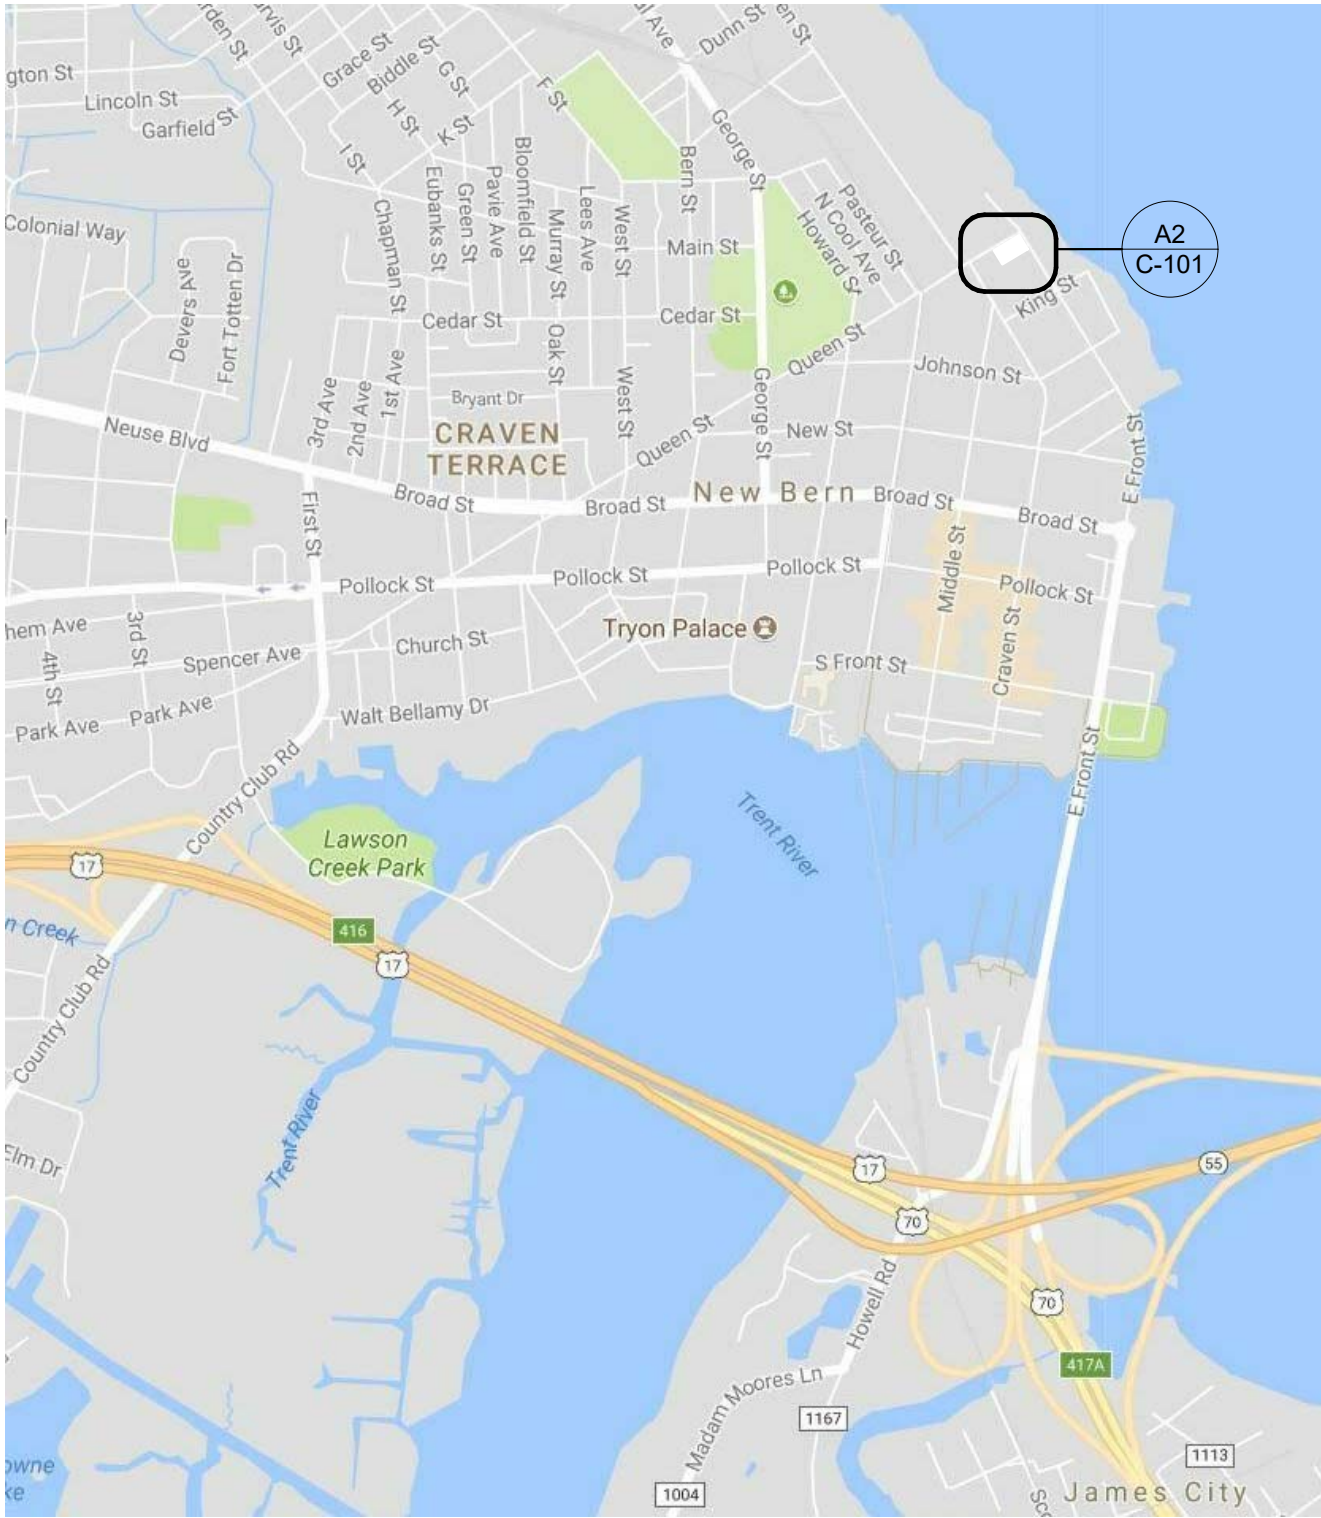 Dunn St
George St
Grace St
Biddle St
G St
H St
K St
F St
I St
Lincoln St
Garfield St
Colonial Way
Devers Ave
Fort Totten Dr
Chapman St
Eubanks St
Green St
Pavie Ave
Bloomfield St
Murray St
Lees Ave
West St
Bern St
Main St
Pasteur St
N Cool Ave
Howard St
A2
C-101
King St
Cedar St
Cedar St
Oak St
Queen St
Johnson St
3rd Ave
2nd Ave
1st Ave
Bryant Dr
West St
George St
New St
Neuse Blvd
CRAVEN
TERRACE
Queen St
E Front St
New Bern
Broad St
Broad St
Broad St
Broad St
First St
Middle St
Pollock St
Pollock St
Pollock St
Pollock St
Tryon Palace
Craven St
3rd St
4th St
Spencer Ave
Church St
S Front St
Park Ave
Park Ave
Walt Bellamy Dr
E Front St
Country Club Rd
Trent River
Lawson
Creek Park
17
416
17
Country Club Rd
Trent River
Elm Dr
17
55
70
70
Howell Rd
417A
Madam Moores Ln
1167
1113
1004
James City